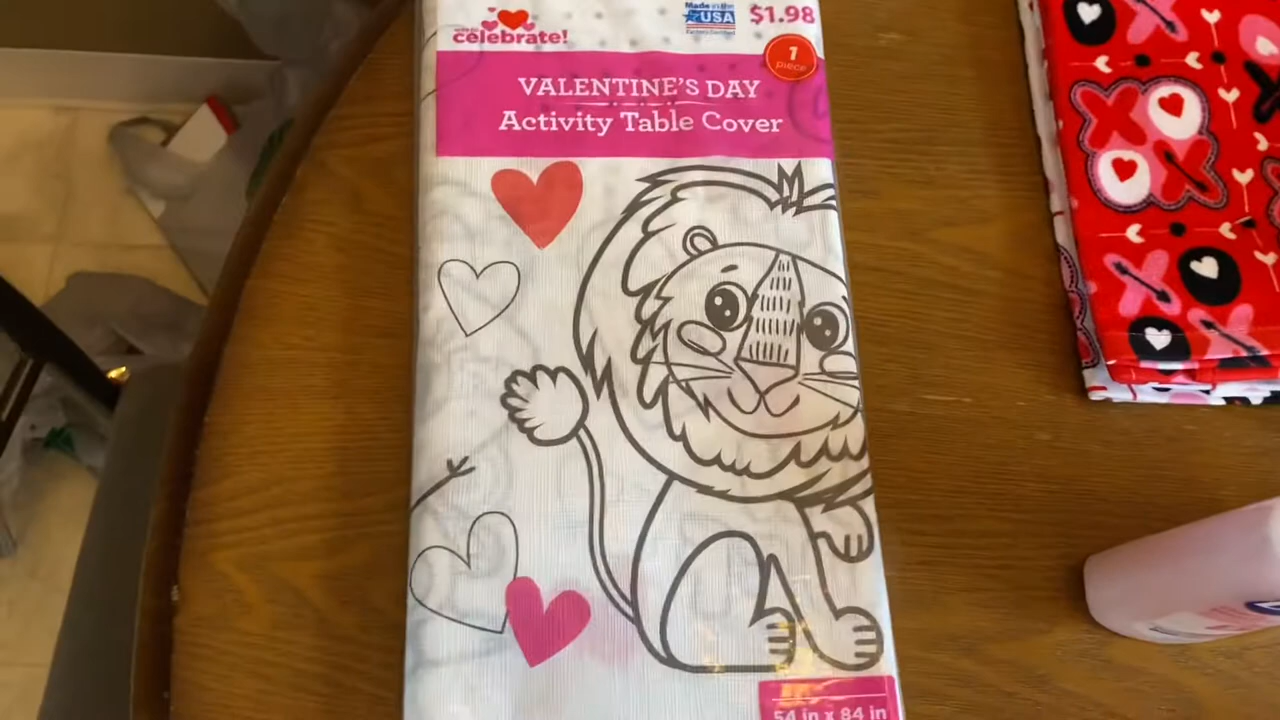 Made in the
USA
$1.98
celebrate!
1
piece
VALENTINE'S DAY
Activity Table Cover
54 in x 84 in